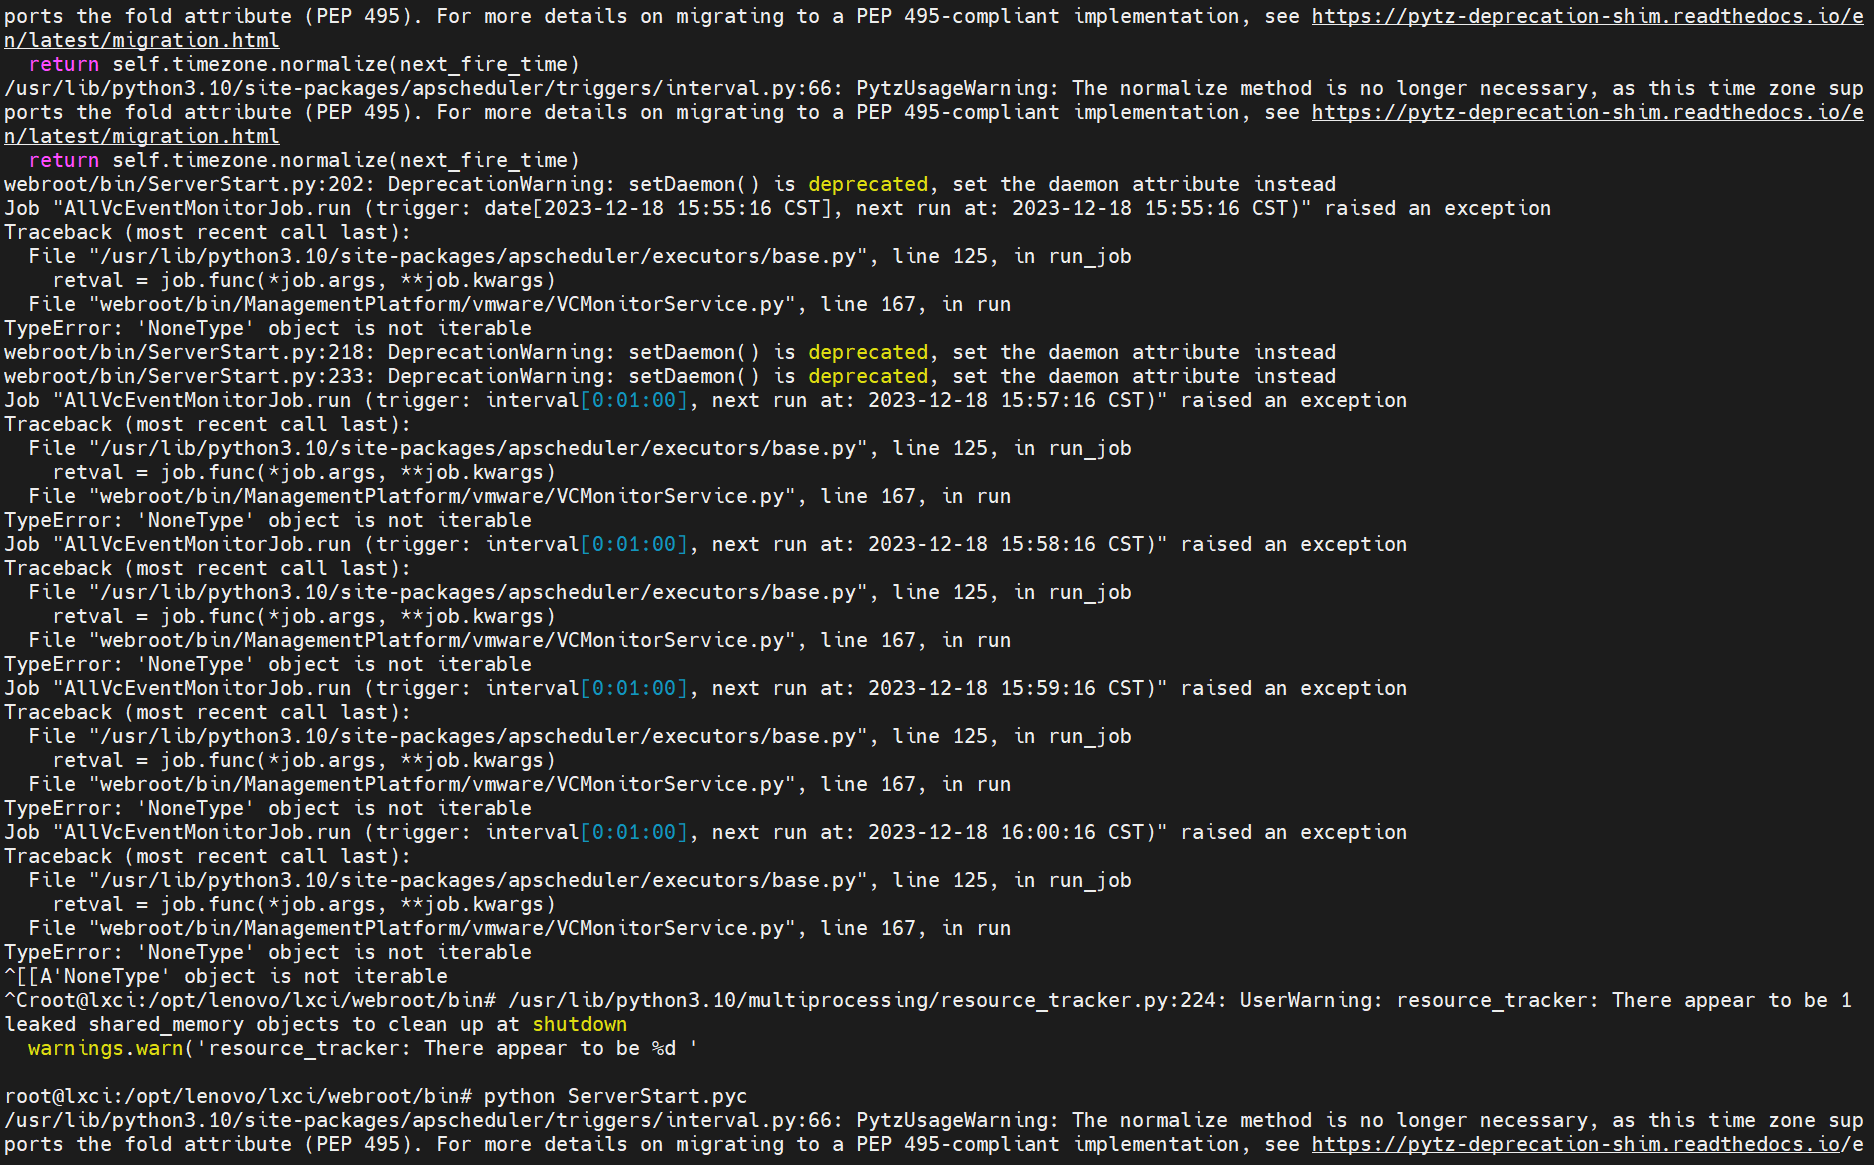 ports the fold attribute (PEP 495). For more details on migrating to a PEP 495-compliant implementation, see https://pytz-deprecation-shim.readthedocs.io/e
n/latest/migration.html
  return self.timezone.normalize(next_fire_time)
/usr/lib/python3.10/site-packages/apscheduler/triggers/interval.py:66: PytzUsageWarning: The normalize method is no longer necessary, as this time zone sup
ports the fold attribute (PEP 495). For more details on migrating to a PEP 495-compliant implementation, see https://pytz-deprecation-shim.readthedocs.io/e
n/latest/migration.html
  return self.timezone.normalize(next_fire_time)
webroot/bin/ServerStart.py:202: DeprecationWarning: setDaemon() is deprecated, set the daemon attribute instead
Job "AllVcEventMonitorJob.run (trigger: date[2023-12-18 15:55:16 CST], next run at: 2023-12-18 15:55:16 CST)" raised an exception
Traceback (most recent call last):
  File "/usr/lib/python3.10/site-packages/apscheduler/executors/base.py", line 125, in run_job
    retval = job.func(*job.args, **job.kwargs)
  File "webroot/bin/ManagementPlatform/vmware/VCMonitorService.py", line 167, in run
TypeError: 'NoneType' object is not iterable
webroot/bin/ServerStart.py:218: DeprecationWarning: setDaemon() is deprecated, set the daemon attribute instead
webroot/bin/ServerStart.py:233: DeprecationWarning: setDaemon() is deprecated, set the daemon attribute instead
Job "AllVcEventMonitorJob.run (trigger: interval[0:01:00], next run at: 2023-12-18 15:57:16 CST)" raised an exception
Traceback (most recent call last):
  File "/usr/lib/python3.10/site-packages/apscheduler/executors/base.py", line 125, in run_job
    retval = job.func(*job.args, **job.kwargs)
  File "webroot/bin/ManagementPlatform/vmware/VCMonitorService.py", line 167, in run
TypeError: 'NoneType' object is not iterable
Job "AllVcEventMonitorJob.run (trigger: interval[0:01:00], next run at: 2023-12-18 15:58:16 CST)" raised an exception
Traceback (most recent call last):
  File "/usr/lib/python3.10/site-packages/apscheduler/executors/base.py", line 125, in run_job
    retval = job.func(*job.args, **job.kwargs)
  File "webroot/bin/ManagementPlatform/vmware/VCMonitorService.py", line 167, in run
TypeError: 'NoneType' object is not iterable
Job "AllVcEventMonitorJob.run (trigger: interval[0:01:00], next run at: 2023-12-18 15:59:16 CST)" raised an exception
Traceback (most recent call last):
  File "/usr/lib/python3.10/site-packages/apscheduler/executors/base.py", line 125, in run_job
    retval = job.func(*job.args, **job.kwargs)
  File "webroot/bin/ManagementPlatform/vmware/VCMonitorService.py", line 167, in run
TypeError: 'NoneType' object is not iterable
Job "AllVcEventMonitorJob.run (trigger: interval[0:01:00], next run at: 2023-12-18 16:00:16 CST)" raised an exception
Traceback (most recent call last):
  File "/usr/lib/python3.10/site-packages/apscheduler/executors/base.py", line 125, in run_job
    retval = job.func(*job.args, **job.kwargs)
  File "webroot/bin/ManagementPlatform/vmware/VCMonitorService.py", line 167, in run
TypeError: 'NoneType' object is not iterable
^[[A'NoneType' object is not iterable
^Croot@lxci:/opt/lenovo/lxci/webroot/bin# /usr/lib/python3.10/multiprocessing/resource_tracker.py:224: UserWarning: resource_tracker: There appear to be 1
leaked shared_memory objects to clean up at shutdown
  warnings.warn('resource_tracker: There appear to be %d '

root@lxci:/opt/lenovo/lxci/webroot/bin# python ServerStart.pyc
/usr/lib/python3.10/site-packages/apscheduler/triggers/interval.py:66: PytzUsageWarning: The normalize method is no longer necessary, as this time zone sup
ports the fold attribute (PEP 495). For more details on migrating to a PEP 495-compliant implementation, see https://pytz-deprecation-shim.readthedocs.io/e